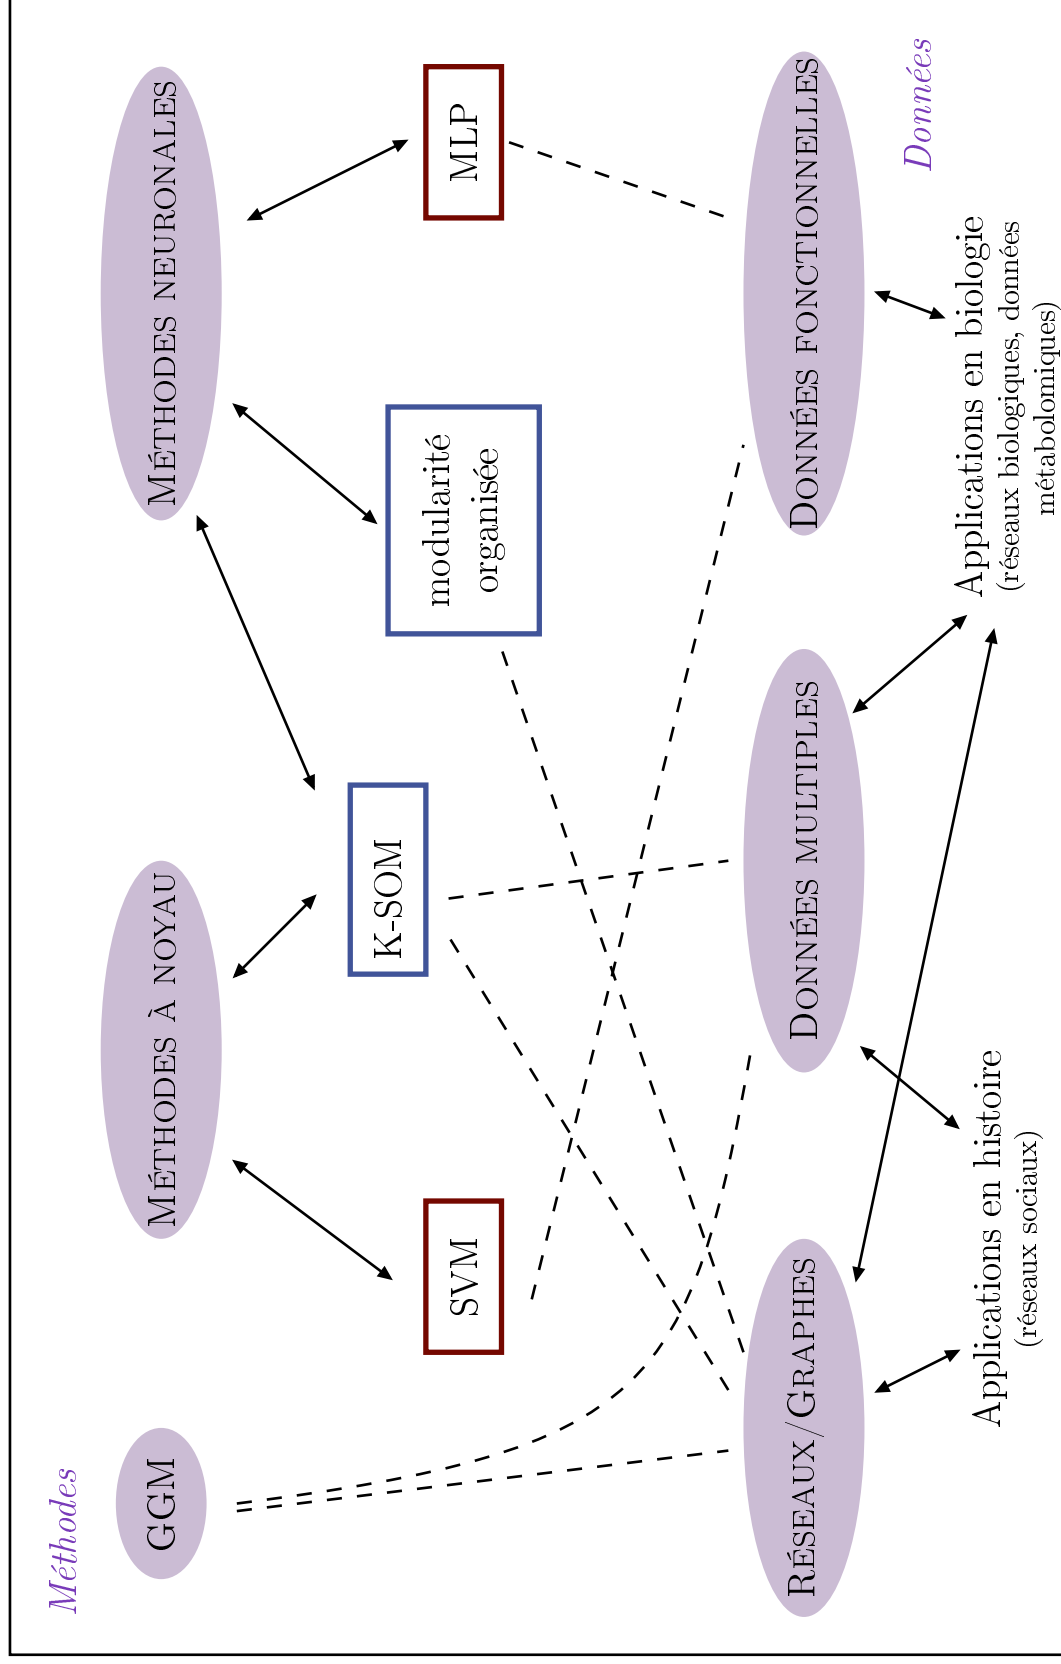 Méthodes
GGM
MÉTHODES À NOYAU
MÉTHODES NEURONALES
SVM
K-SOM
modularité
organisée
MLP
RÉSEAUX/GRAPHES
DONNÉES MULTIPLES
DONNÉES FONCTIONNELLES
Données
Applications en histoire
(réseaux sociaux)
Applications en biologie
(réseaux biologiques, données
métabolomiques)